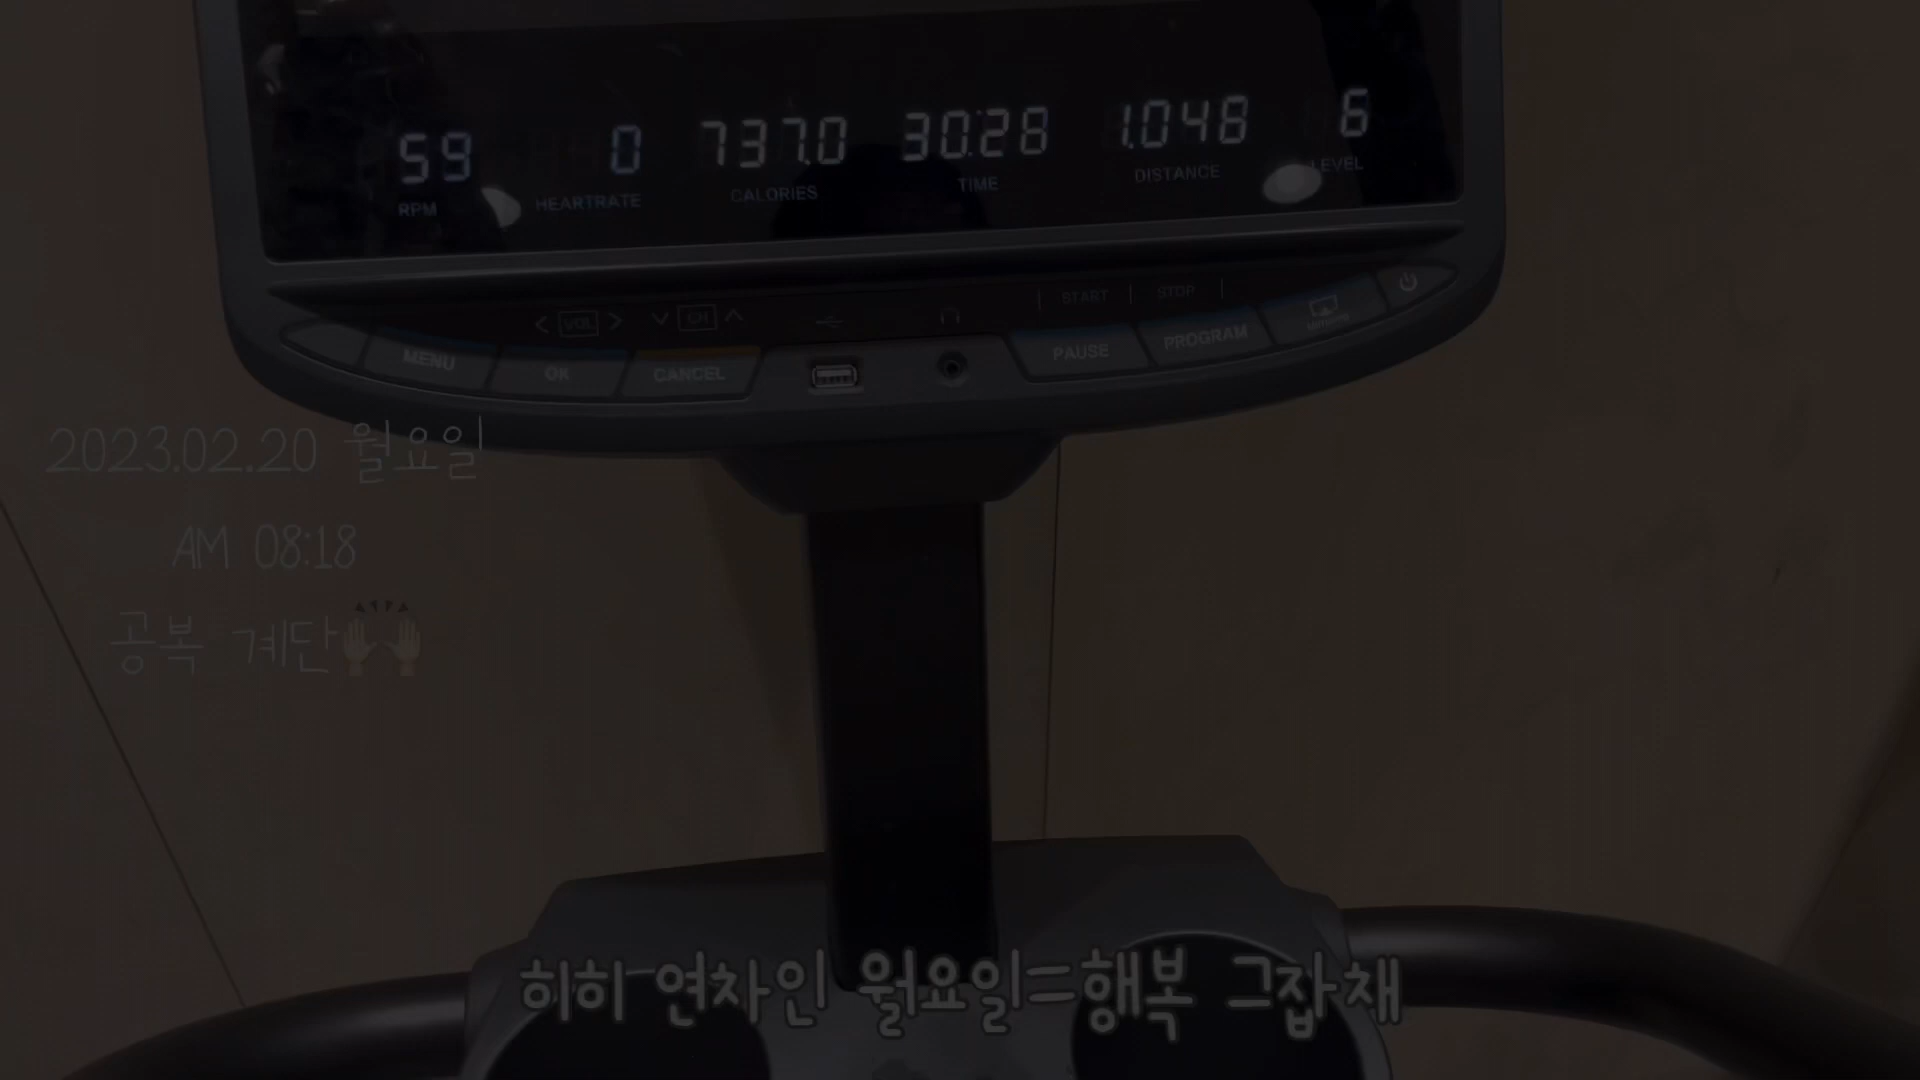 59 0 737.0 30:28 1.048 6
RPM HEARTRATE CALORIES TIME DISTANCE LEVEL
START STOP
< VOL > ∨ CH ∧
MENU OK CANCEL PAUSE PROGRAM
2023.02.20 월요일
AM 08:18
공복 계단🙌🏻
히히 연차인 월요일=행복 그잡채